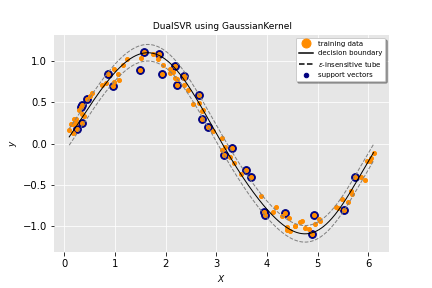 DualSVR using GaussianKernel
training data
decision boundary
ε-insensitive tube
support vectors
y
1.0
0.5
0.0
−0.5
−1.0
0
1
2
3
4
5
6
X